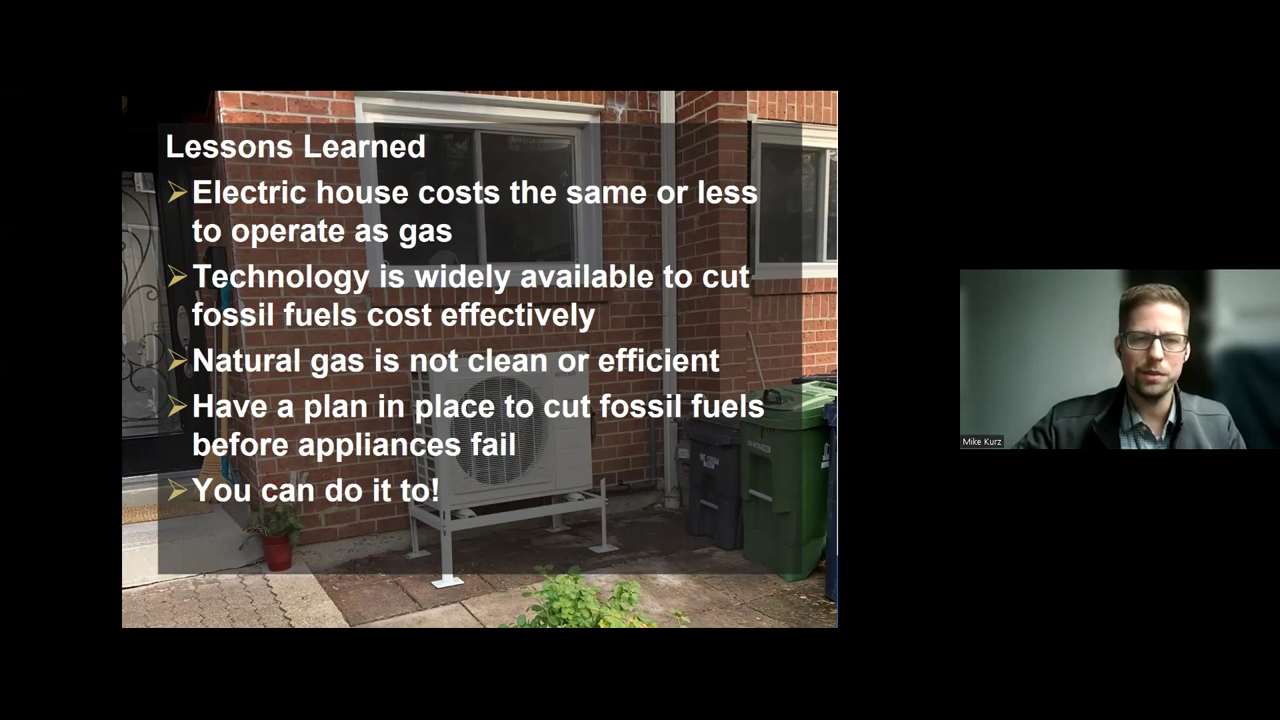 Lessons Learned
Electric house costs the same or less
to operate as gas
Technology is widely available to cut
fossil fuels cost effectively
Natural gas is not clean or efficient
Have a plan in place to cut fossil fuels
before appliances fail
You can do it to!
Mike Kurz